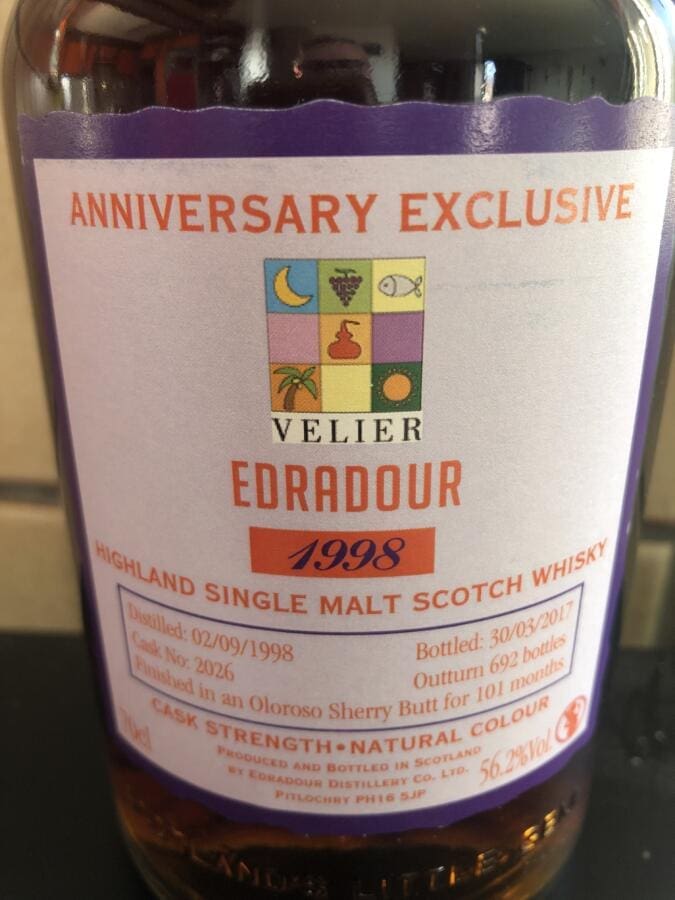 ANNIVERSARY EXCLUSIVE
VELIER
EDRADOUR
1998
HIGHLAND SINGLE MALT SCOTCH WHISKY
Distilled: 02/09/1998 Bottled: 30/03/2017
Cask No: 2026 Outturn 692 bottles
Finished in an Oloroso Sherry Butt for 101 months
CASK STRENGTH•NATURAL COLOUR
70cl 56.2%Vol.
PRODUCED AND BOTTLED IN SCOTLAND
BY EDRADOUR DISTILLERY CO. LTD.
PITLOCHRY PH16 5JP
LITTLE